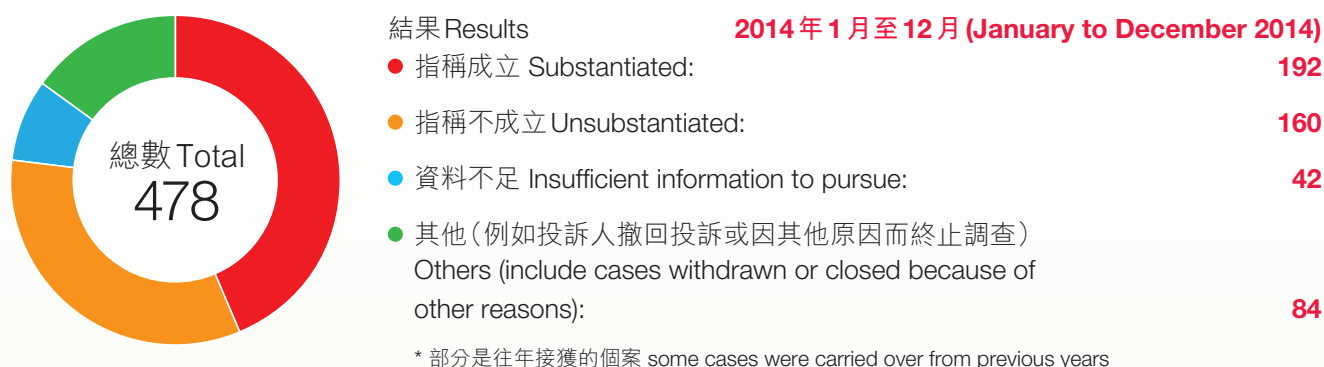 總數 Total
478
結果 Results 2014 年 1 月至 12 月 (January to December 2014)
指稱成立 Substantiated: 192
指稱不成立 Unsubstantiated: 160
資料不足 Insufficient information to pursue: 42
其他（例如投訴人撤回投訴或因其他原因而終止調查）
Others (include cases withdrawn or closed because of
other reasons): 84
* 部分是往年接獲的個案 some cases were carried over from previous years